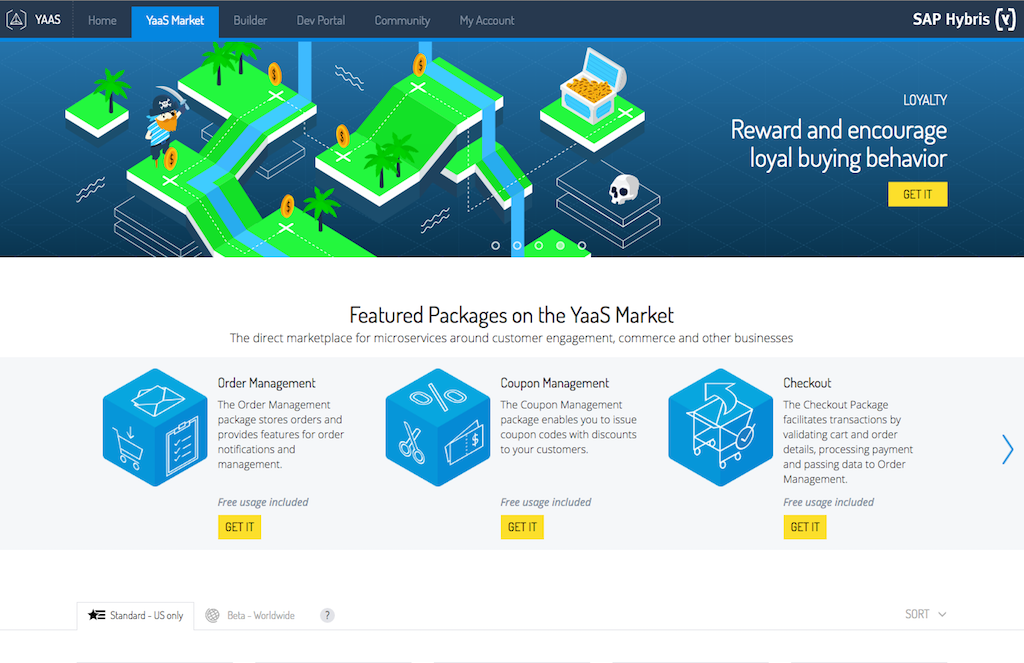 YAAS
Home
YaaS Market
Builder
Dev Portal
Community
My Account
SAP Hybris (Y)
LOYALTY
Reward and encourage
loyal buying behavior
GET IT
Featured Packages on the YaaS Market
The direct marketplace for microservices around customer engagement, commerce and other businesses
Order Management
The Order Management
package stores orders and
provides features for order
notifications and
management.
Free usage included
GET IT
Coupon Management
The Coupon Management
package enables you to issue
coupon codes with discounts
to your customers.
Free usage included
GET IT
Checkout
The Checkout Package
facilitates transactions by
validating cart and order
details, processing payment
and passing data to Order
Management.
Free usage included
GET IT
Standard - US only
Beta - Worldwide
?
SORT